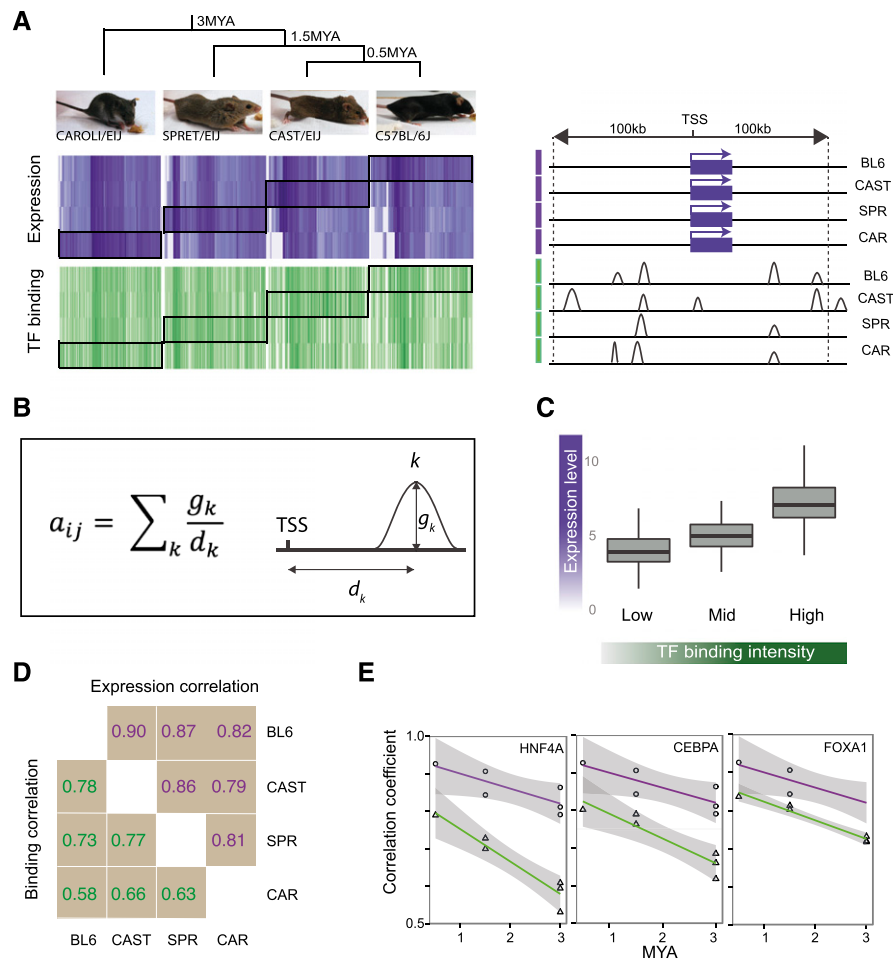 A
3MYA
1.5MYA
0.5MYA
CAROLI/EIJ SPRET/EIJ CAST/EIJ C57BL/6J
Expression
TF binding
TSS
100kb 100kb
BL6
CAST
SPR
CAR
BL6
CAST
SPR
CAR
B
a_{ij} = ∑_k g_k / d_k
k
TSS
g_k
d_k
C
Expression level
10
5
0
Low Mid High
TF binding intensity
D
Expression correlation
Binding correlation
0.90 0.87 0.82 BL6
0.78 0.86 0.79 CAST
0.73 0.77 0.81 SPR
0.58 0.66 0.63 CAR
BL6 CAST SPR CAR
E
Correlation coefficient
1.0
0.5
HNF4A CEBPA FOXA1
1 2 3 1 2 3 1 2 3
MYA